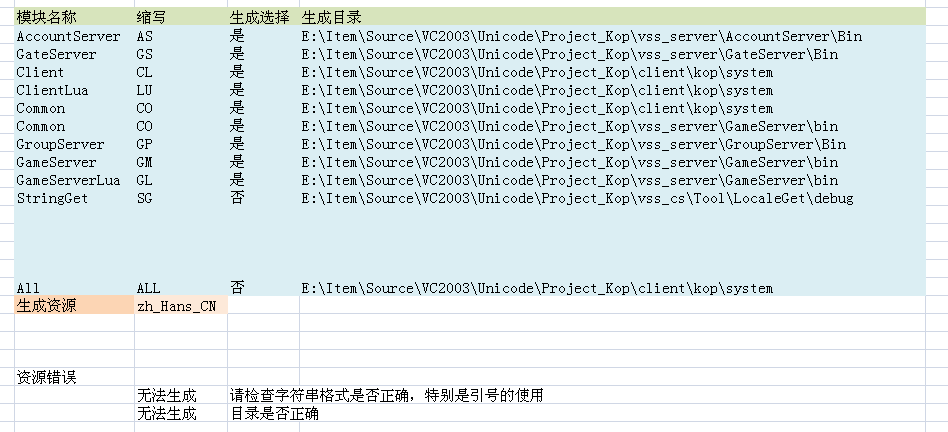 模块名称 缩写 生成选择 生成目录
AccountServer AS 是 E:\Item\Source\VC2003\Unicode\Project_Kop\vss_server\AccountServer\Bin
GateServer GS 是 E:\Item\Source\VC2003\Unicode\Project_Kop\vss_server\GateServer\Bin
Client CL 是 E:\Item\Source\VC2003\Unicode\Project_Kop\client\kop\system
ClientLua LU 是 E:\Item\Source\VC2003\Unicode\Project_Kop\client\kop\system
Common CO 是 E:\Item\Source\VC2003\Unicode\Project_Kop\client\kop\system
Common CO 是 E:\Item\Source\VC2003\Unicode\Project_Kop\vss_server\GameServer\bin
GroupServer GP 是 E:\Item\Source\VC2003\Unicode\Project_Kop\vss_server\GroupServer\Bin
GameServer GM 是 E:\Item\Source\VC2003\Unicode\Project_Kop\vss_server\GameServer\bin
GameServerLua GL 是 E:\Item\Source\VC2003\Unicode\Project_Kop\vss_server\GameServer\bin
StringGet SG 否 E:\Item\Source\VC2003\Unicode\Project_Kop\vss_cs\Tool\LocaleGet\debug
All ALL 否 E:\Item\Source\VC2003\Unicode\Project_Kop\client\kop\system
生成资源 zh_Hans_CN
资源错误
无法生成 请检查字符串格式是否正确，特别是引号的使用
无法生成 目录是否正确